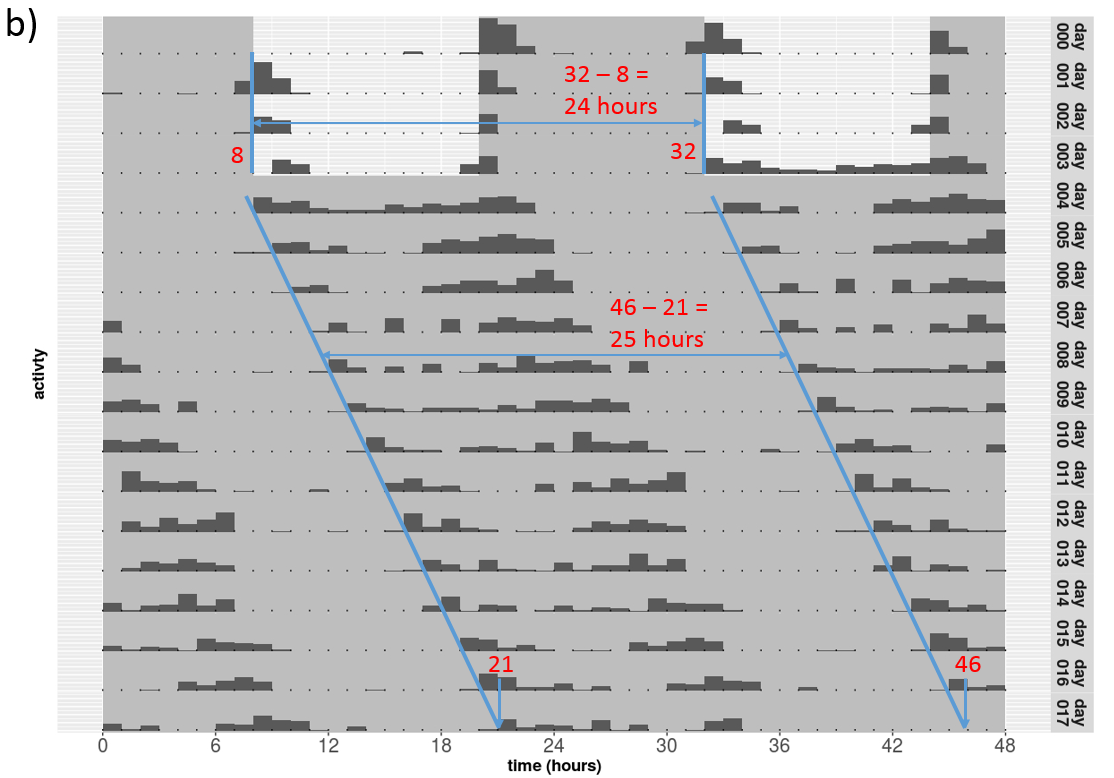 b)
day 000
day 001
day 002
day 003
day 004
day 005
day 006
day 007
day 008
day 009
day 010
day 011
day 012
day 013
day 014
day 015
day 016
day 017
32 – 8 =
24 hours
8
32
46 – 21 =
25 hours
21
46
activty
0 6 12 18 24 30 36 42 48
time (hours)